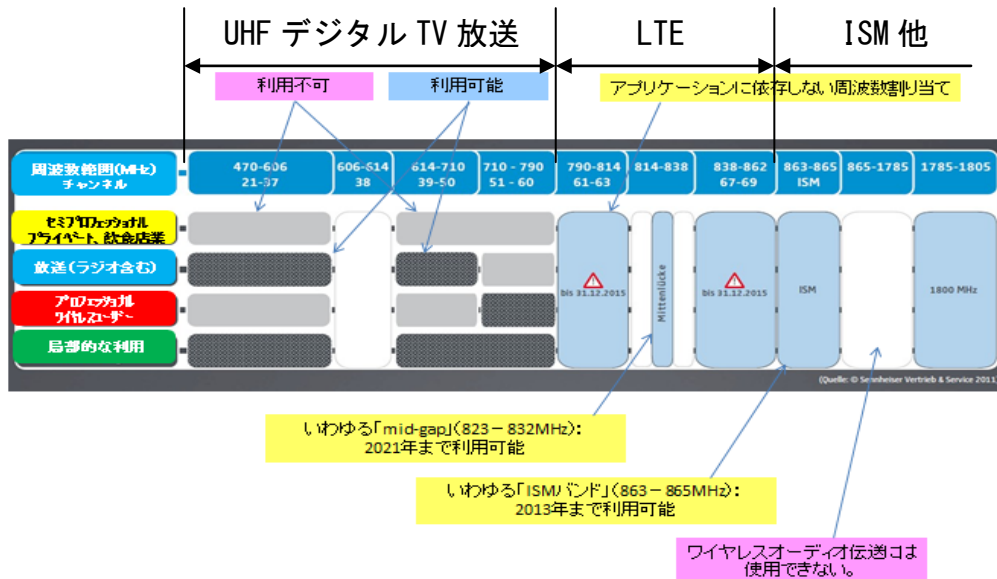 UHF デジタル TV 放送
LTE
ISM 他
利用不可
利用可能
アプリケーションに依存しない周波数割り当て
周波数範囲(MHz)
チャンネル
470-606
21-37
606-614
38
614-710
39-50
710 - 790
51 - 60
790-814
61-63
814-838
838-862
67-69
863-865
ISM
865-1785
1785-1805
セミプロフェッショナル
プライベート、飲食店業
放送(ラジオ含む)
プロフェッショナル
ワイヤレスユーザー
局部的な利用
bis 31.12.2015
Mittenlücke
bis 31.12.2015
ISM
1800 MHz
(Quelle: © Sennheiser Vertrieb & Service 2011)
いわゆる「mid-gap」(823－832MHz):
2021年まで利用可能
いわゆる「ISMバンド」(863－865MHz):
2013年まで利用可能
ワイヤレスオーディオ伝送には
使用できない。